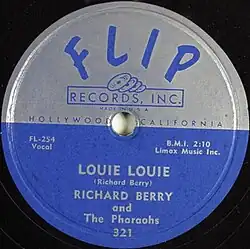 FLIP
RECORDS, INC.
MADE IN U.S.A.
HOLLYWOOD CALIFORNIA
FL-254
Vocal
B.M.I. 2:10
Limax Music Inc.
LOUIE LOUIE
(Richard Berry)
RICHARD BERRY
and
The Pharaohs
321